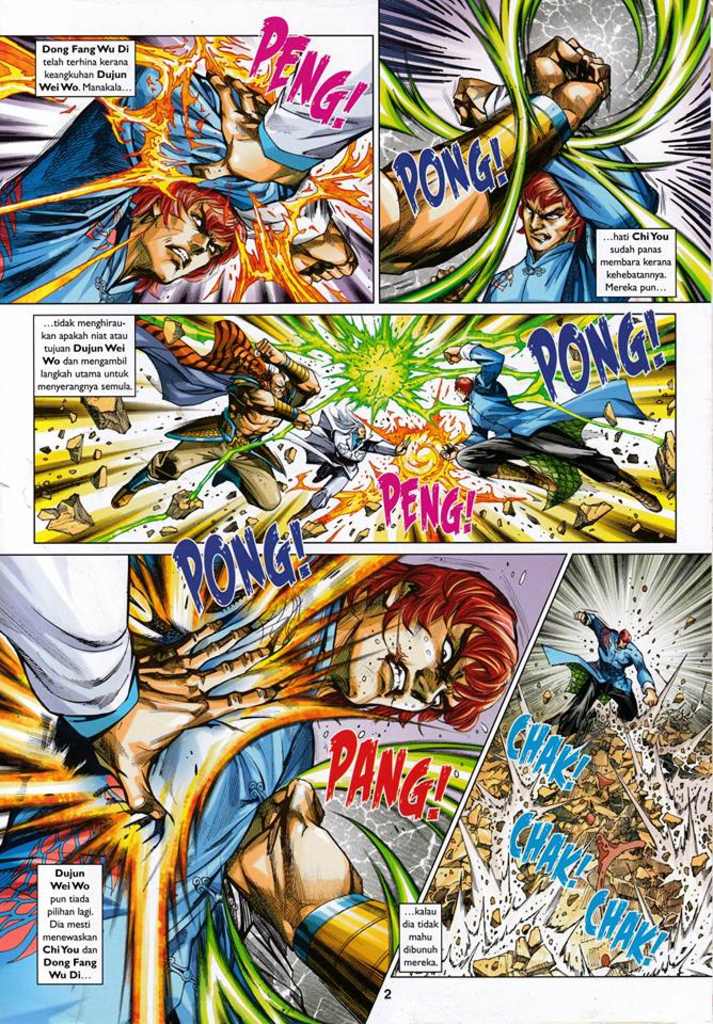 Dong Fang Wu Di
telah terhina kerana
keangkuhan Dujun
Wei Wo. Manakala...
PENG!
PONG!
...hati Chi You
sudah panas
membara kerana
kehebatannya.
Mereka pun...
...tidak menghirau-
kan apakah niat atau
tujuan Dujun Wei
Wo dan mengambil
langkah utama untuk
menyerangnya semula.
PONG!
PENG!
PONG!
PANG!
Dujun
Wei Wo
pun tiada
pilihan lagi.
Dia mesti
menewaskan
Chi You dan
Dong Fang
Wu Di...
...kalau
dia tidak
mahu
dibunuh
mereka.
CHAK!
CHAK!
CHAK!
2